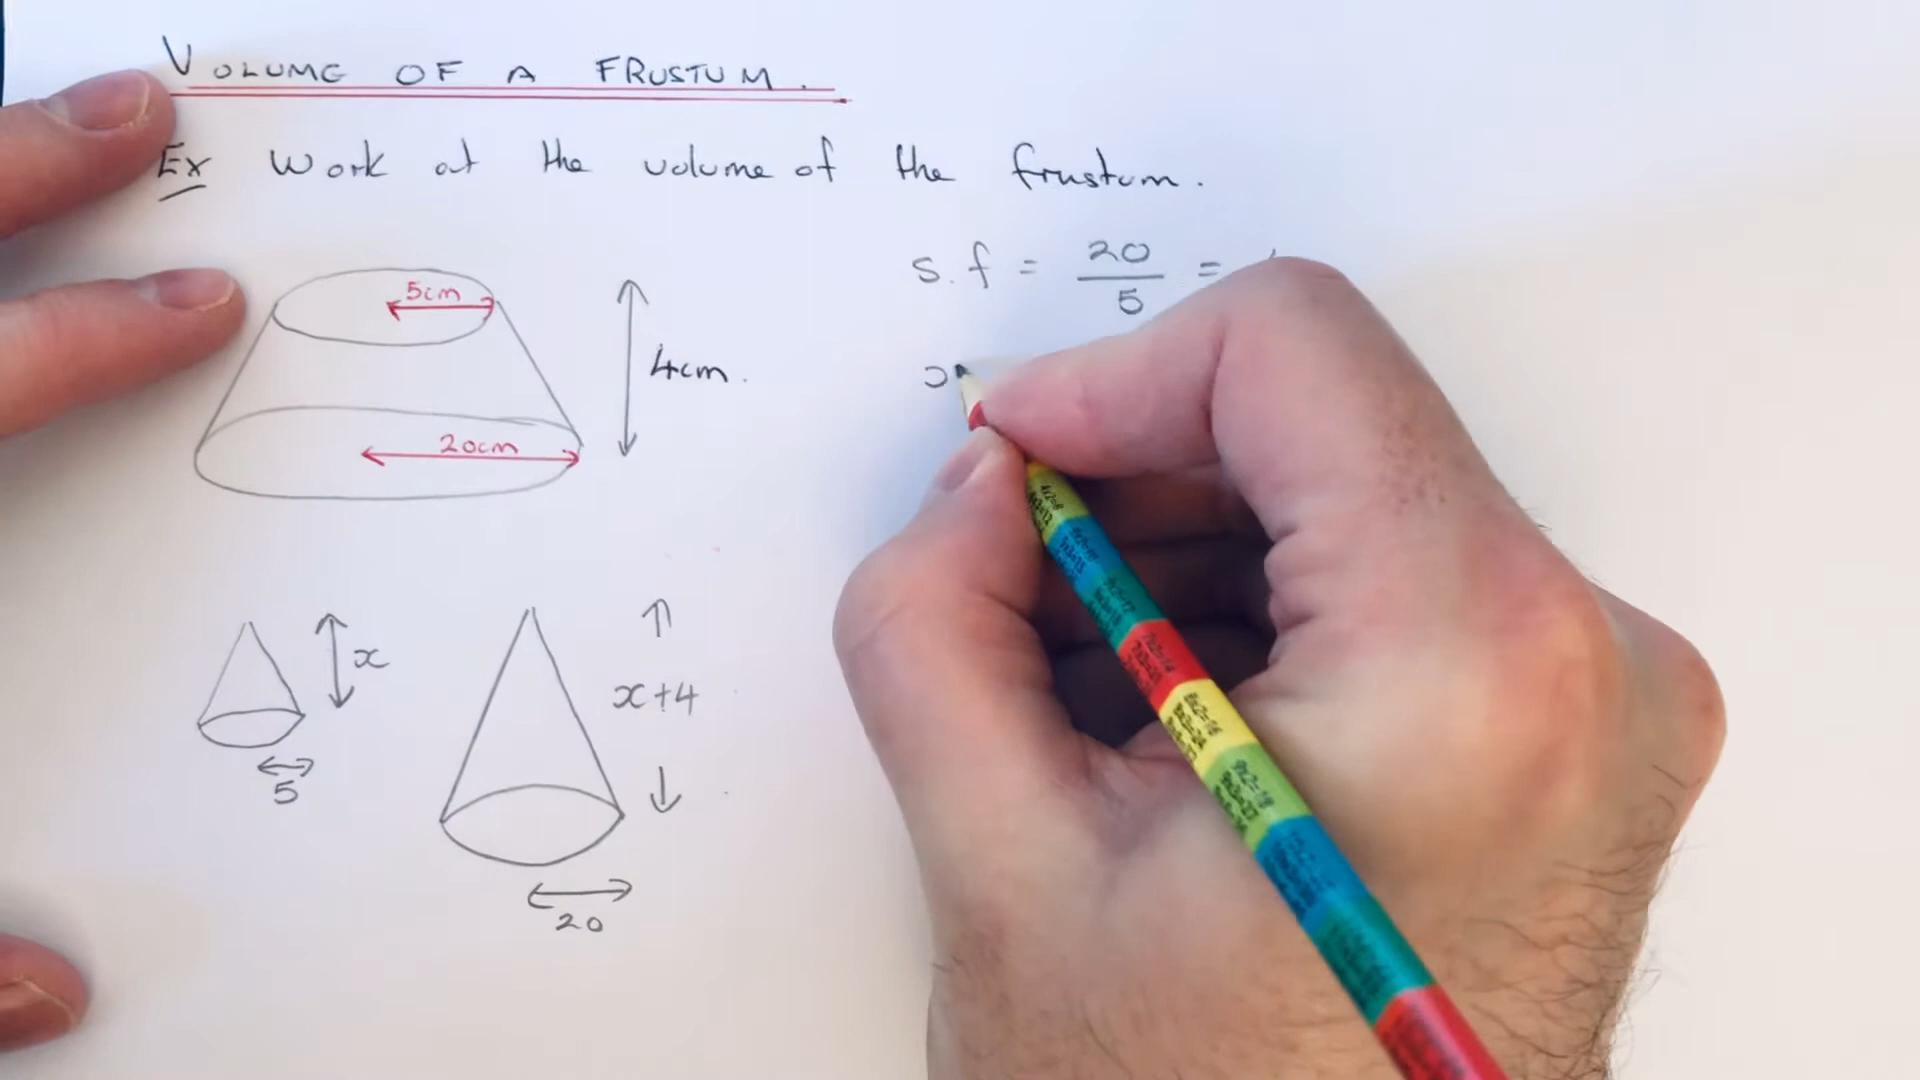 VOLUME OF A FRUSTUM.
Ex Work out the volume of the frustum.
s.f = 20/5 =
5cm
4cm.
20cm
x
x+4
5
20